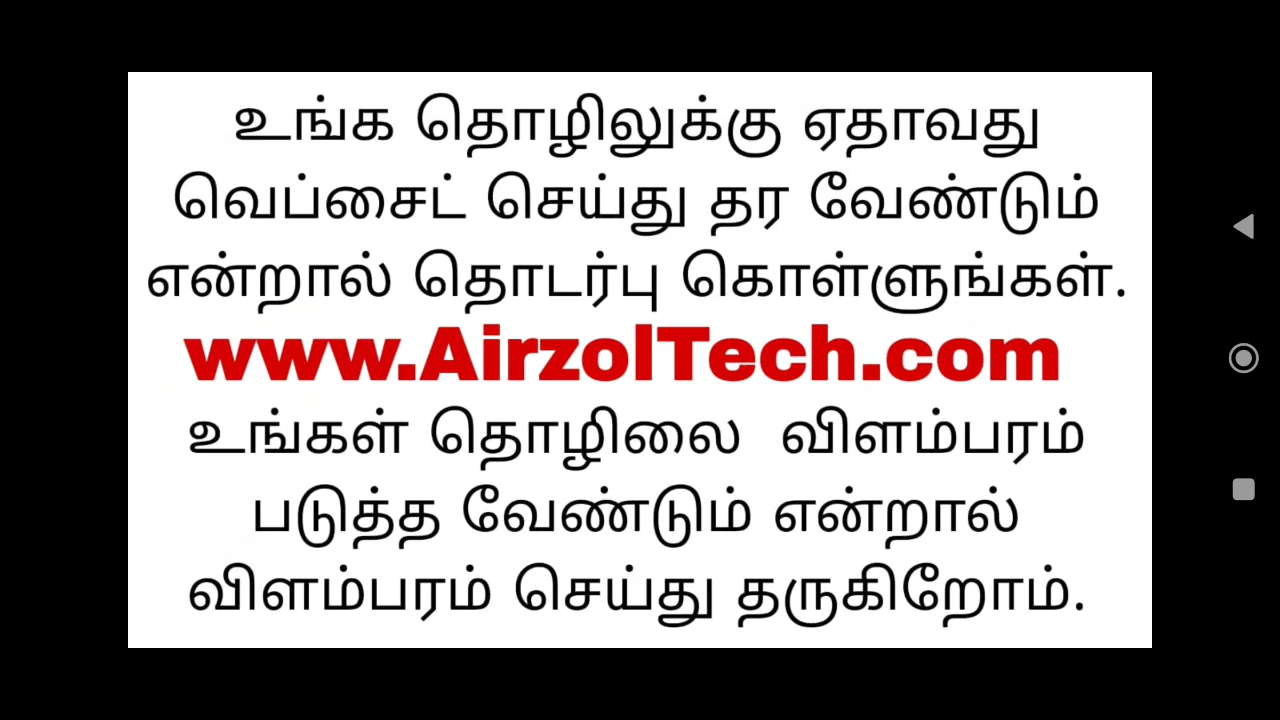 உங்க தொழிலுக்கு ஏதாவது
வெப்சைட் செய்து தர வேண்டும்
என்றால் தொடர்பு கொள்ளுங்கள்.
www.AirzolTech.com
உங்கள் தொழிலை விளம்பரம்
படுத்த வேண்டும் என்றால்
விளம்பரம் செய்து தருகிறோம்.